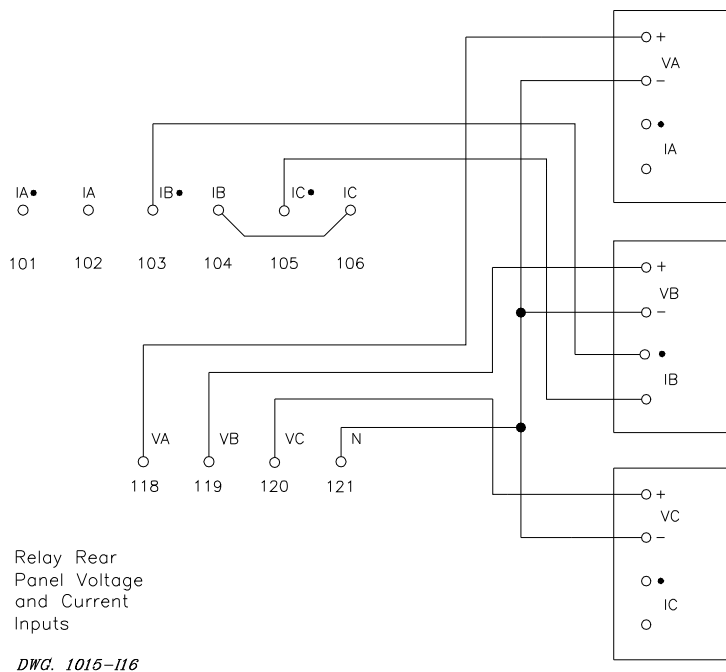 +
VA
−
●
IA
IA● IA IB● IB IC● IC
101 102 103 104 105 106
+
VB
−
●
IB
VA VB VC N
118 119 120 121
+
VC
−
●
IC
Relay Rear
Panel Voltage
and Current
Inputs
DWG. 1015−I16